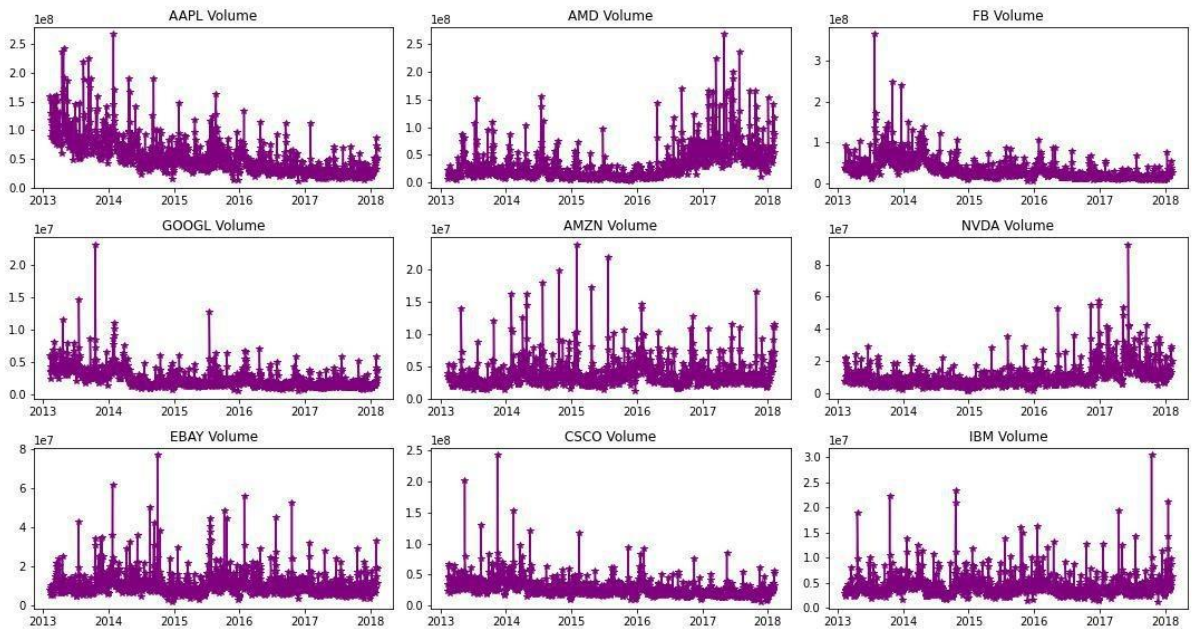 AAPL Volume
1e8
2.5
2.0
1.5
1.0
0.5
0.0
2013 2014 2015 2016 2017 2018
AMD Volume
1e8
2.5
2.0
1.5
1.0
0.5
0.0
2013 2014 2015 2016 2017 2018
FB Volume
1e8
3
2
1
0
2013 2014 2015 2016 2017 2018
GOOGL Volume
1e7
2.0
1.5
1.0
0.5
0.0
2013 2014 2015 2016 2017 2018
AMZN Volume
1e7
2.0
1.5
1.0
0.5
0.0
2013 2014 2015 2016 2017 2018
NVDA Volume
1e7
8
6
4
2
0
2013 2014 2015 2016 2017 2018
EBAY Volume
1e7
8
6
4
2
0
2013 2014 2015 2016 2017 2018
CSCO Volume
1e8
2.5
2.0
1.5
1.0
0.5
0.0
2013 2014 2015 2016 2017 2018
IBM Volume
1e7
3.0
2.5
2.0
1.5
1.0
0.5
0.0
2013 2014 2015 2016 2017 2018